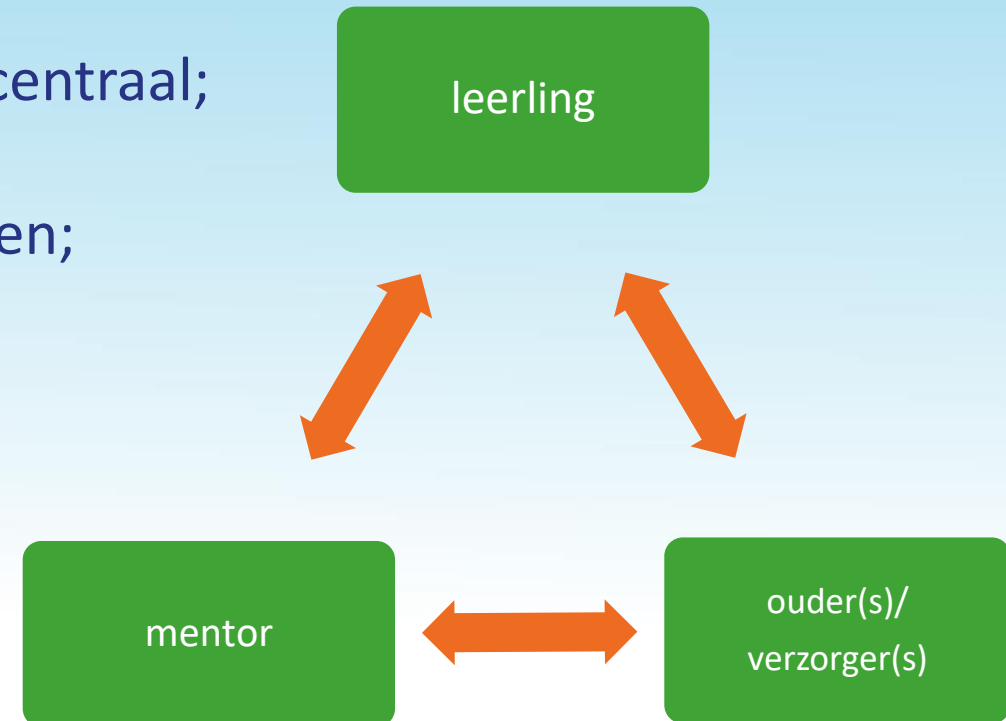 centraal;
leerling
en;
mentor
ouder(s)/
verzorger(s)